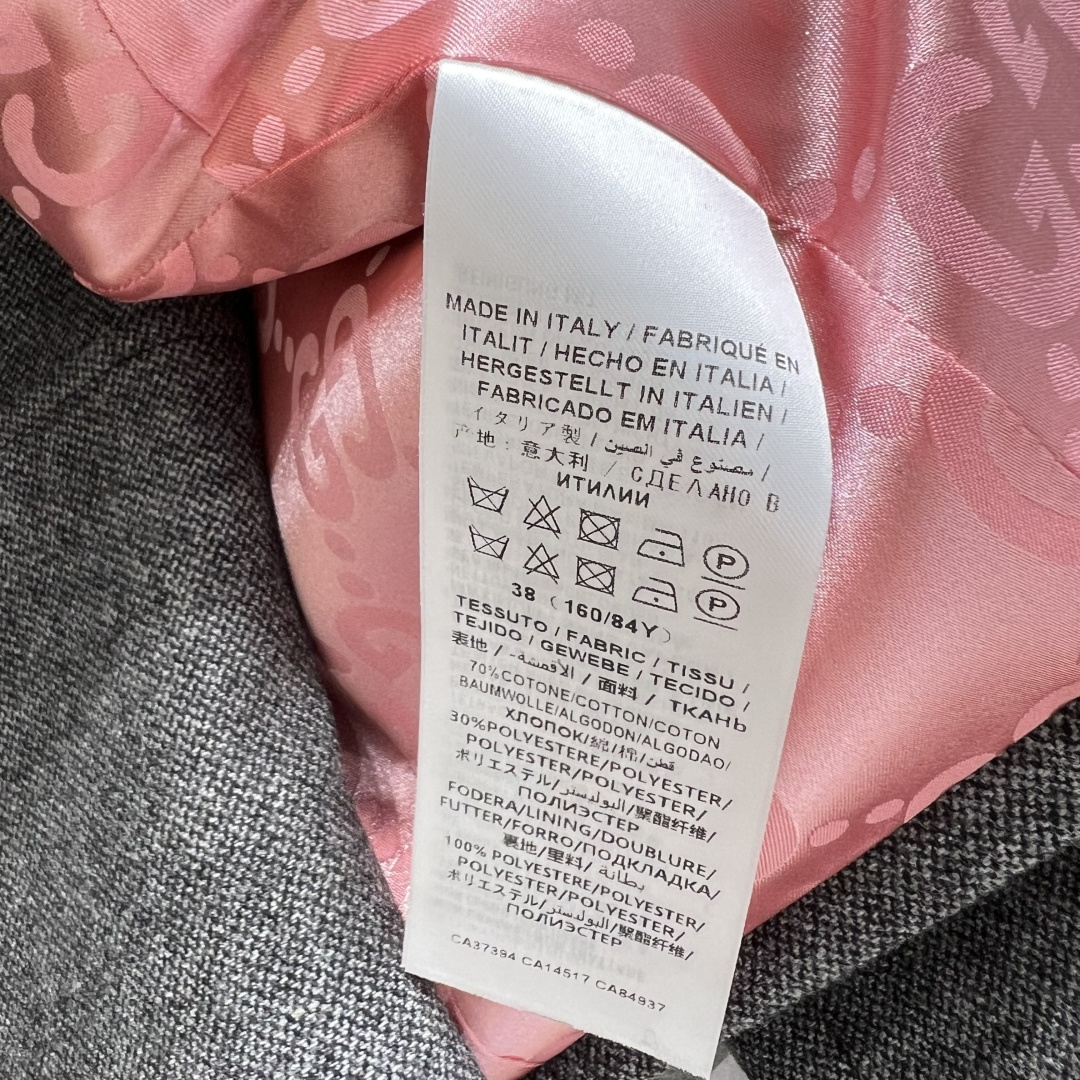 MADE IN ITALY / FABRIQUÉ EN
ITALIT / HECHO EN ITALIA /
HERGESTELLT IN ITALIEN /
FABRICADO EM ITALIA /
イタリア製 / مصنوع في الصين /
产地：意大利 / СДЕЛАНО В
ИТИЛИИ
P
P
38（160/84Y）
TESSUTO / FABRIC / TISSU /
TEJIDO / GEWEBE / TECIDO /
表地 / الأقمشة- / 面料 / ТКАНЬ
70%COTONE/COTTON/COTON
BAUMWOLLE/ALGODON/ALGODAO/
ХЛОПОК/綿/棉/قطن
30%POLYESTERE/POLYESTER/
POLYESTER/POLYESTER/
ポリエステル/البوليستر/聚酯纤维/
ПОЛИЭСТЕР
FODERA/LINING/DOUBLURE/
FUTTER/FORRO/ПОДКЛАДКА/
裏地/里料/بطانة
100% POLYESTERE/POLYESTER/
POLYESTER/POLYESTER/
ポリエステル/البوليستر/聚酯纤维/
ПОЛИЭСТЕР
CA37394 CA14517 CA84937